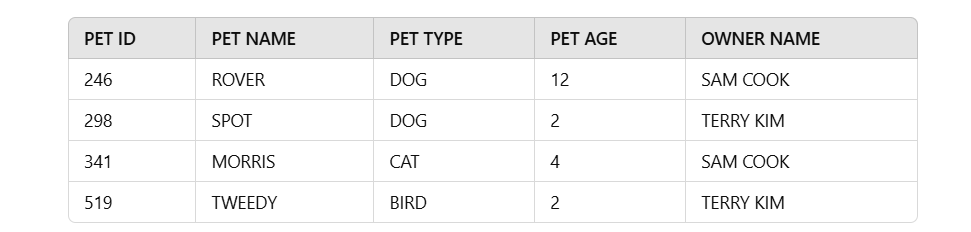 PET ID PET NAME PET TYPE PET AGE OWNER NAME
246 ROVER DOG 12 SAM COOK
298 SPOT DOG 2 TERRY KIM
341 MORRIS CAT 4 SAM COOK
519 TWEEDY BIRD 2 TERRY KIM